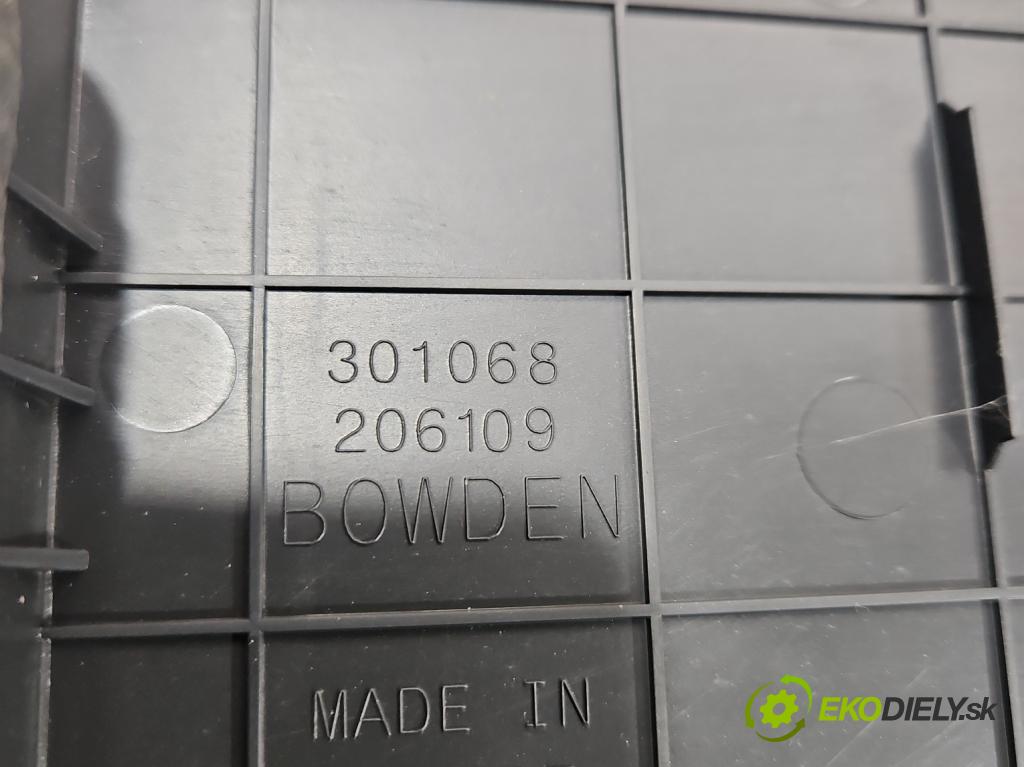 301068
206109
BOWDEN
MADE IN
EKODIELY.sk